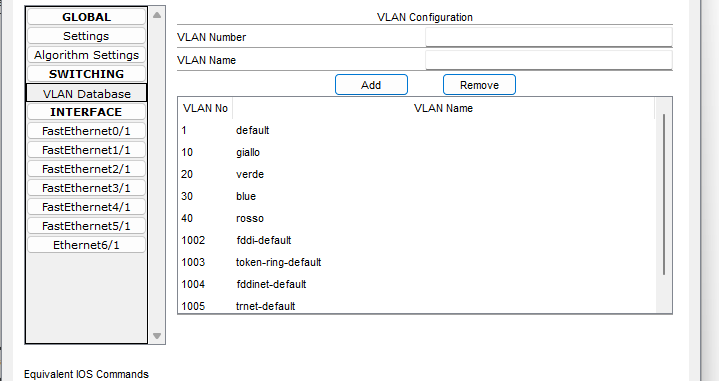 GLOBAL
Settings
Algorithm Settings
SWITCHING
VLAN Database
INTERFACE
FastEthernet0/1
FastEthernet1/1
FastEthernet2/1
FastEthernet3/1
FastEthernet4/1
FastEthernet5/1
Ethernet6/1
VLAN Configuration
VLAN Number
VLAN Name
Add Remove
VLAN No VLAN Name
1 default
10 giallo
20 verde
30 blue
40 rosso
1002 fddi-default
1003 token-ring-default
1004 fddinet-default
1005 trnet-default
Equivalent IOS Commands